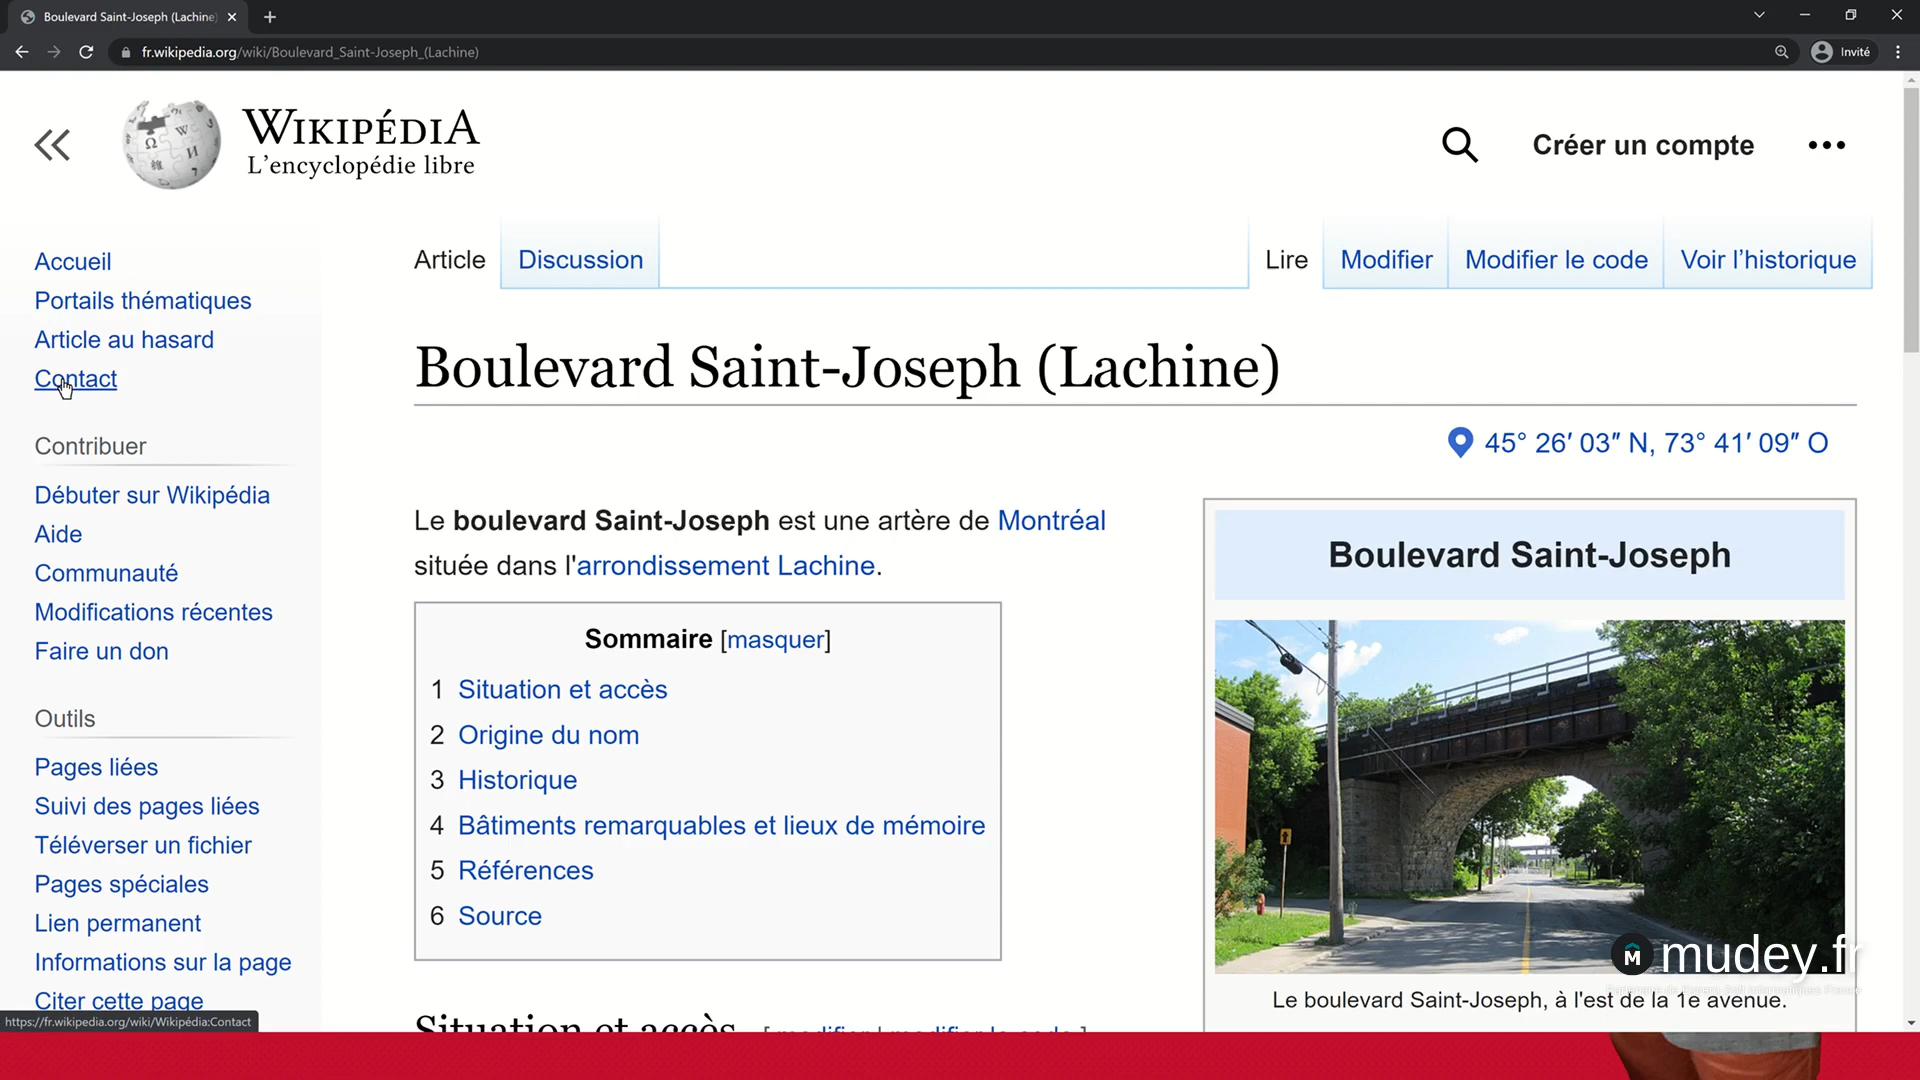 Boulevard Saint-Joseph (Lachine)
fr.wikipedia.org/wiki/Boulevard_Saint-Joseph_(Lachine)
Invité
WIKIPÉDIA
L'encyclopédie libre
Créer un compte
Accueil
Portails thématiques
Article au hasard
Contact
Contribuer
Débuter sur Wikipédia
Aide
Communauté
Modifications récentes
Faire un don
Outils
Pages liées
Suivi des pages liées
Téléverser un fichier
Pages spéciales
Lien permanent
Informations sur la page
Citer cette page
https://fr.wikipedia.org/wiki/Wikipédia:Contact
Article Discussion Lire Modifier Modifier le code Voir l'historique
Boulevard Saint-Joseph (Lachine)
45° 26′ 03″ N, 73° 41′ 09″ O
Le boulevard Saint-Joseph est une artère de Montréal
située dans l'arrondissement Lachine.
Sommaire [masquer]
1 Situation et accès
2 Origine du nom
3 Historique
4 Bâtiments remarquables et lieux de mémoire
5 Références
6 Source
Situation et accès [modifier | modifier le code]
Boulevard Saint-Joseph
mudey.fr
Le boulevard Saint-Joseph, à l'est de la 1e avenue.